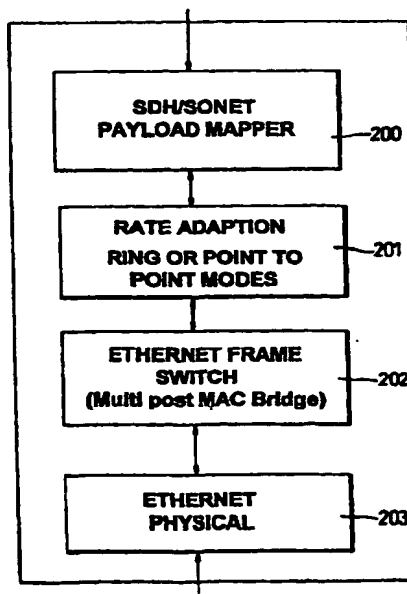 SDH/SONET
PAYLOAD MAPPER
200
RATE ADAPTION
RING OR POINT TO
POINT MODES
201
ETHERNET FRAME
SWITCH
(Multi post MAC Bridge)
202
ETHERNET
PHYSICAL
203